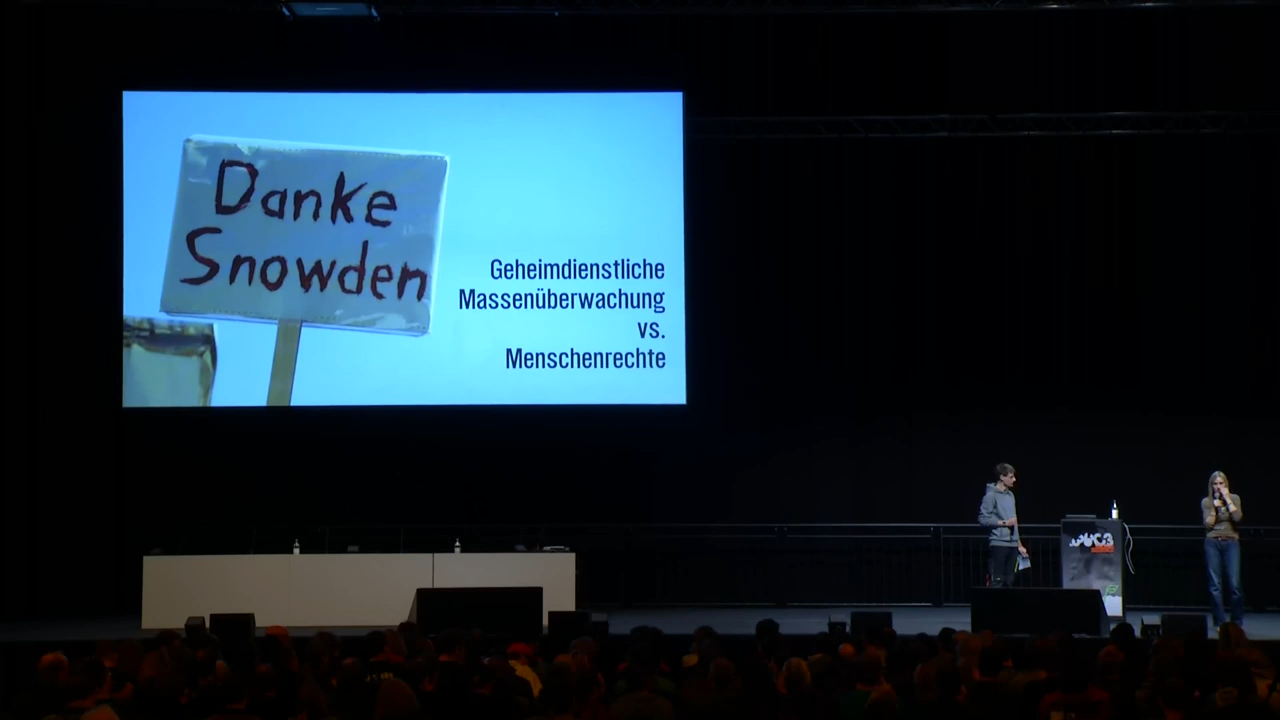 Danke
Snowden
Geheimdienstliche
Massenüberwachung
vs.
Menschenrechte